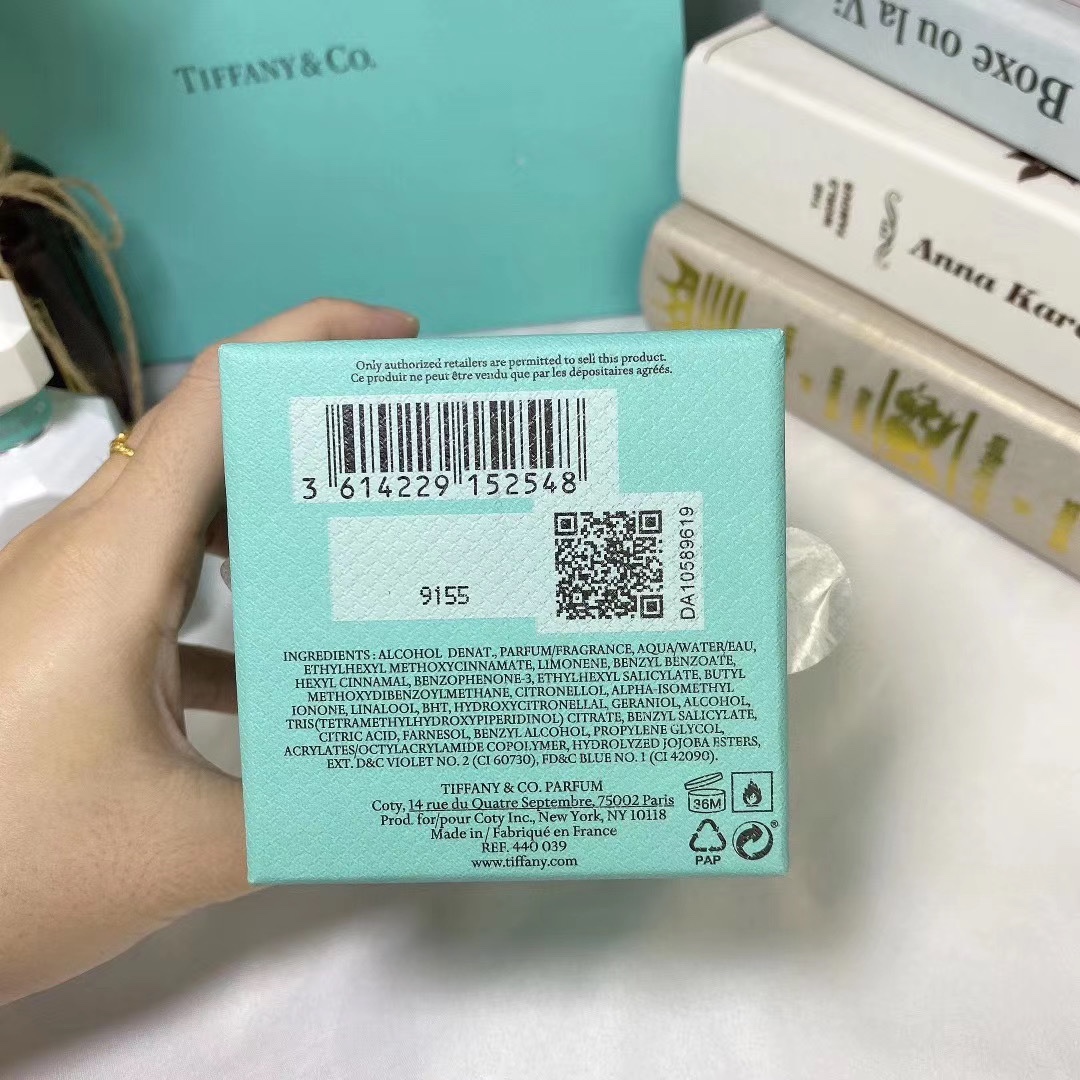 TIFFANY & CO.
Boxe ou la Vi
Anna Kar
Only authorized retailers are permitted to sell this product.
Ce produit ne peut être vendu que par les dépositaires agréés.
3 614229 152548
9155
DA10589619
INGREDIENTS : ALCOHOL DENAT., PARFUM/FRAGRANCE, AQUA/WATER/EAU,
ETHYLHEXYL METHOXYCINNAMATE, LIMONENE, BENZYL BENZOATE,
HEXYL CINNAMAL, BENZOPHENONE-3, ETHYLHEXYL SALICYLATE, BUTYL
METHOXYDIBENZOYLMETHANE, CITRONELLOL, ALPHA-ISOMETHYL
IONONE, LINALOOL, BHT, HYDROXYCITRONELLAL, GERANIOL, ALCOHOL,
TRIS(TETRAMETHYLHYDROXYPIPERIDINOL) CITRATE, BENZYL SALICYLATE,
CITRIC ACID, FARNESOL, BENZYL ALCOHOL, PROPYLENE GLYCOL,
ACRYLATES/OCTYLACRYLAMIDE COPOLYMER, HYDROLYZED JOJOBA ESTERS,
EXT. D&C VIOLET NO. 2 (CI 60730), FD&C BLUE NO. 1 (CI 42090).
TIFFANY & CO. PARFUM
Coty, 14 rue du Quatre Septembre, 75002 Paris
Prod. for/pour Coty Inc., New York, NY 10118
Made in / Fabriqué en France
REF. 440 039
www.tiffany.com
36M
PAP
®